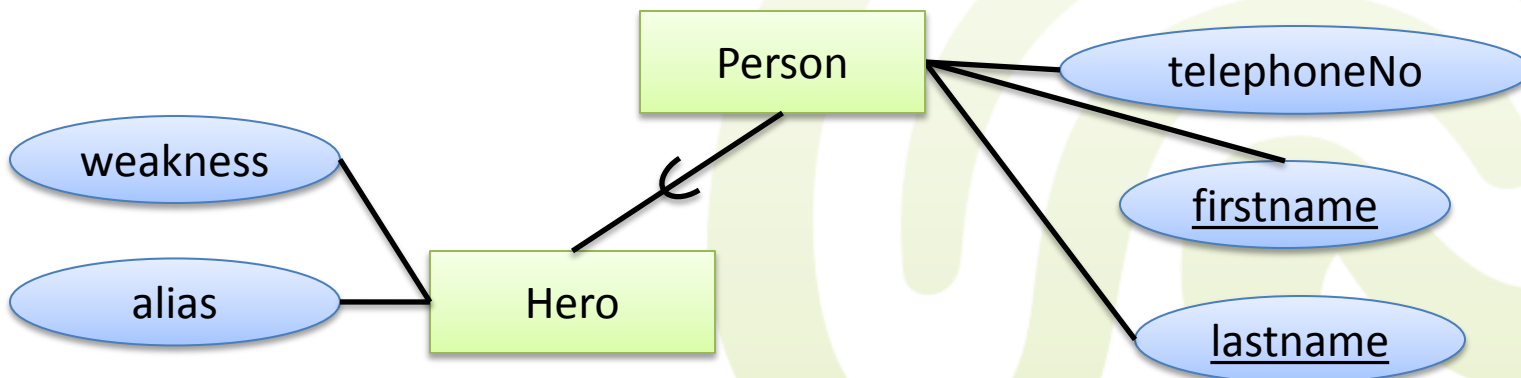 Person
telephoneNo
weakness
firstname
alias
Hero
lastname